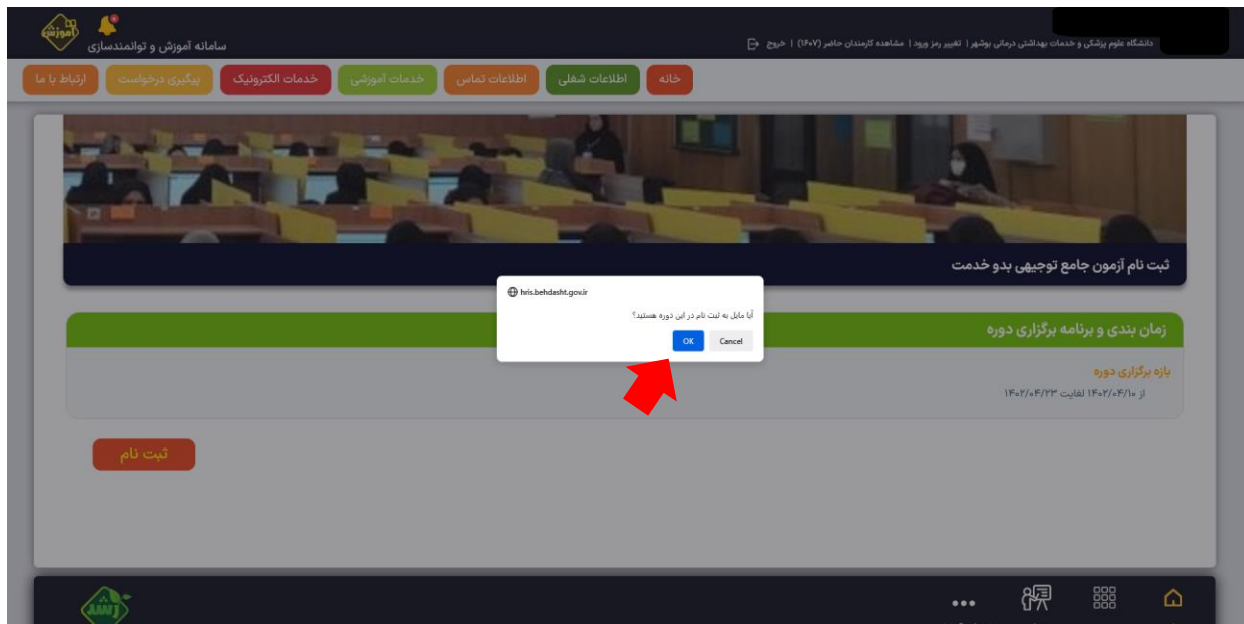 آموزش
سامانه آموزش و توانمندسازی
دانشگاه علوم پزشکی و خدمات بهداشتی درمانی بوشهر | تغییر رمز ورود | مشاهده کارمندان حاضر (۱۶۰۷) | خروج
خانه
اطلاعات شغلی
اطلاعات تماس
خدمات آموزشی
خدمات الکترونیک
پیگیری درخواست
ارتباط با ما
ثبت نام آزمون جامع توجیهی بدو خدمت
hris.behdasht.gov.ir
آیا مایل به ثبت نام در این دوره هستید؟
OK
Cancel
زمان بندی و برنامه برگزاری دوره
بازه برگزاری دوره
از ۱۴۰۲/۰۴/۱۰ لغایت ۱۴۰۲/۰۴/۲۳
ثبت نام
رشد